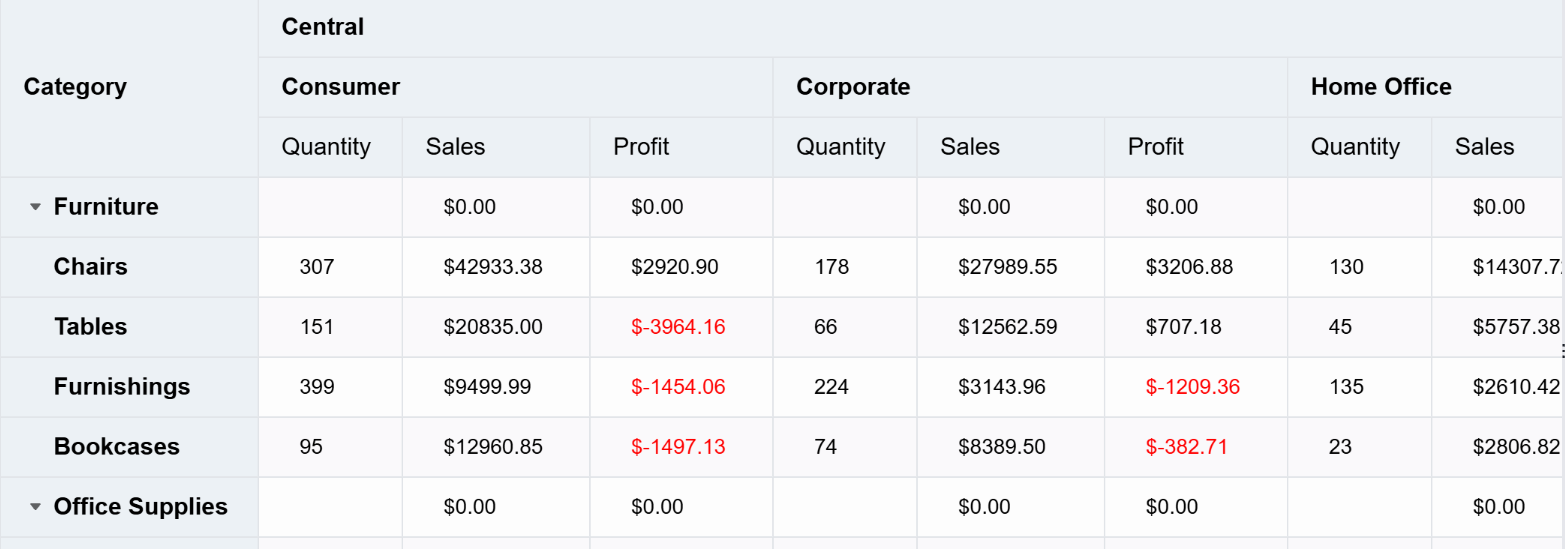 Central
Category Consumer Corporate Home Office
Quantity Sales Profit Quantity Sales Profit Quantity Sales
Furniture $0.00 $0.00 $0.00 $0.00 $0.00
Chairs 307 $42933.38 $2920.90 178 $27989.55 $3206.88 130
Tables 151 $20835.00 $-3964.16 66 $12562.59 $707.18 45 $5757.38
Furnishings 399 $9499.99 $-1454.06 224 $3143.96 $-1209.36 135 $2610.42
Bookcases 95 $12960.85 $-1497.13 74 $8389.50 $-382.71 23 $2806.82
Office Supplies $0.00 $0.00 $0.00 $0.00 $0.00